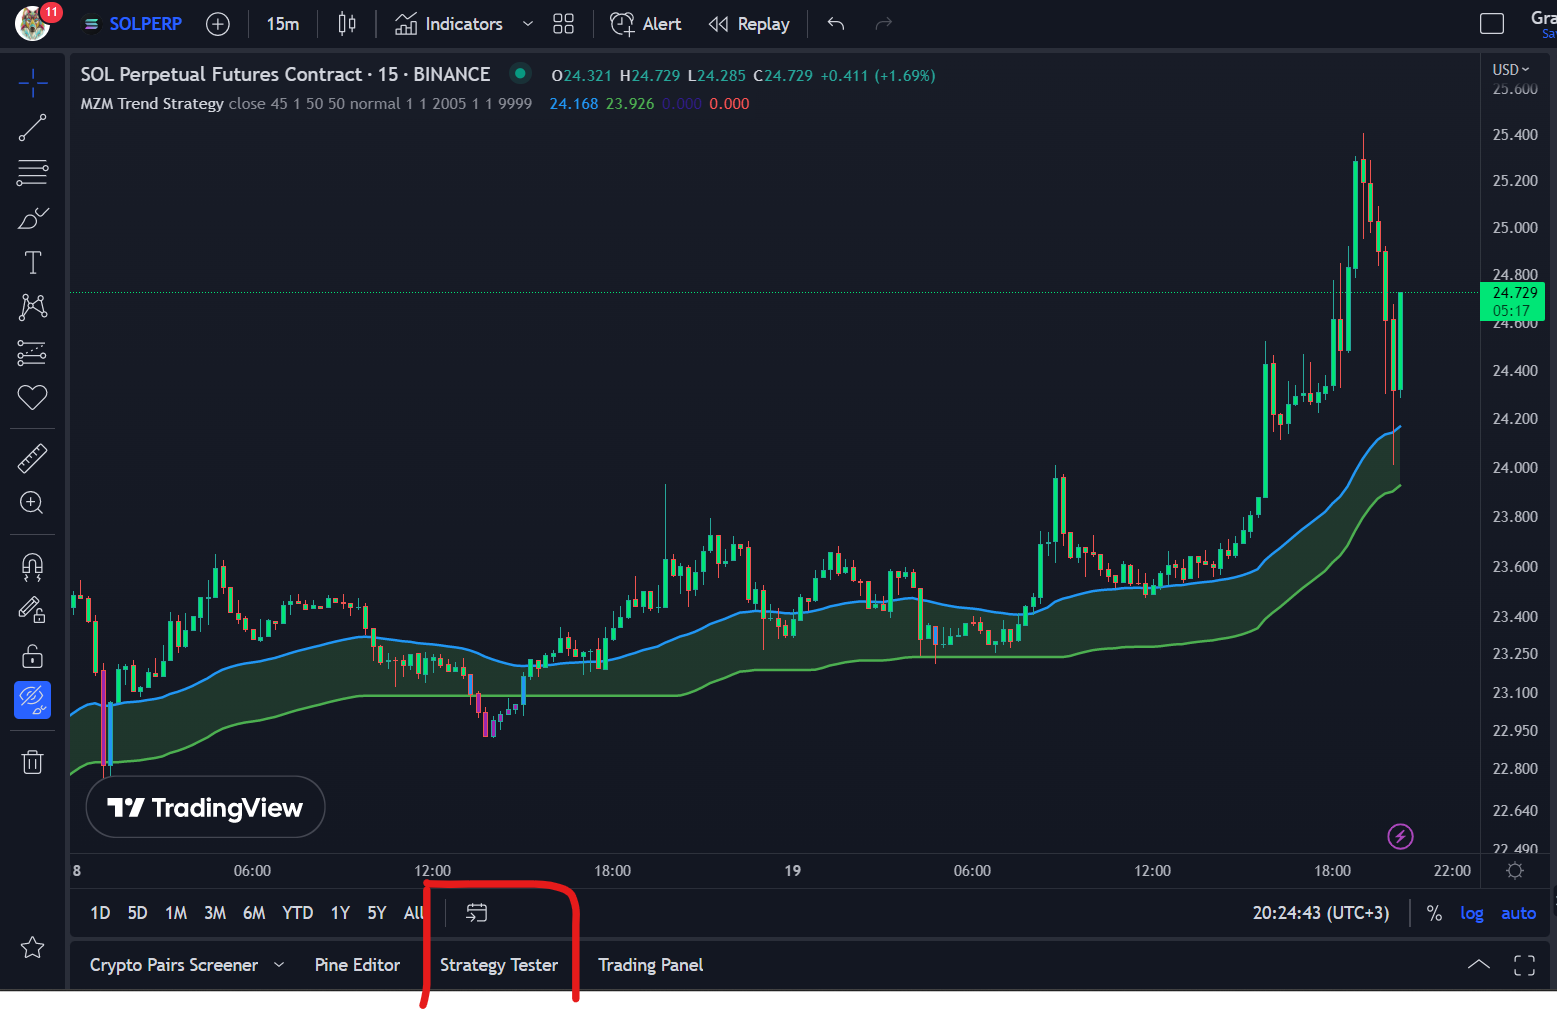 11
SOLPERP
15m
Indicators
Alert
Replay
SOL Perpetual Futures Contract · 15 · BINANCE
O24.321 H24.729 L24.285 C24.729 +0.411 (+1.69%)
MZM Trend Strategy close 45 1 50 50 normal 1 1 2005 1 1 9999 24.168 23.926 0.000 0.000
USD
25.600
25.400
25.200
25.000
24.800
24.729
05:17
24.600
24.400
24.200
24.000
23.800
23.600
23.400
23.250
23.100
22.950
22.800
22.640
22.490
TradingView
8 06:00 12:00 18:00 19 06:00 12:00 18:00 22:00
1D 5D 1M 3M 6M YTD 1Y 5Y All
20:24:43 (UTC+3) % log auto
Crypto Pairs Screener Pine Editor Strategy Tester Trading Panel